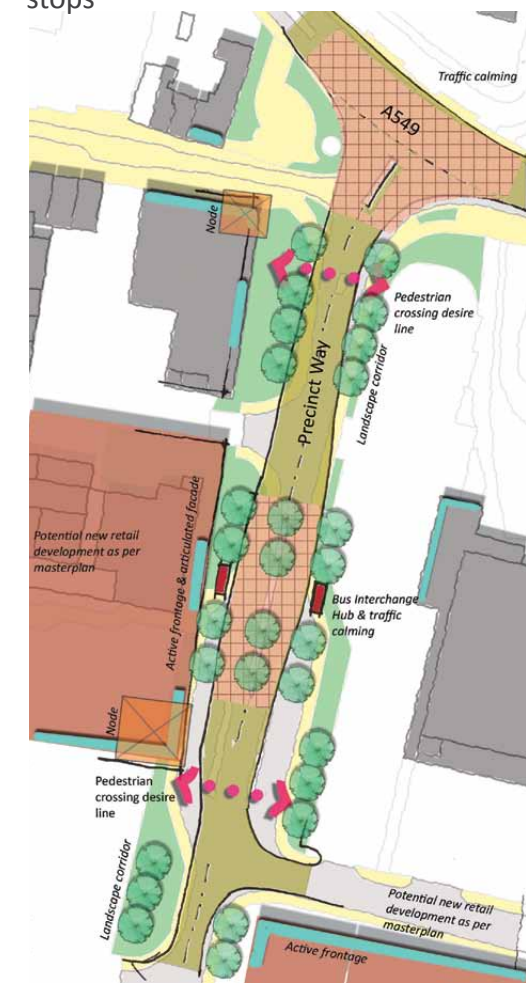 stops
Traffic calming
A549
Node
Pedestrian
crossing desire
line
Precinct Way
Landscape corridor
Active frontage & articulated facade
Potential new retail
development as per
masterplan
Bus Interchange
Hub & traffic
calming
Node
Pedestrian
crossing desire
line
Landscape corridor
Potential new retail
development as per
masterplan
Active frontage